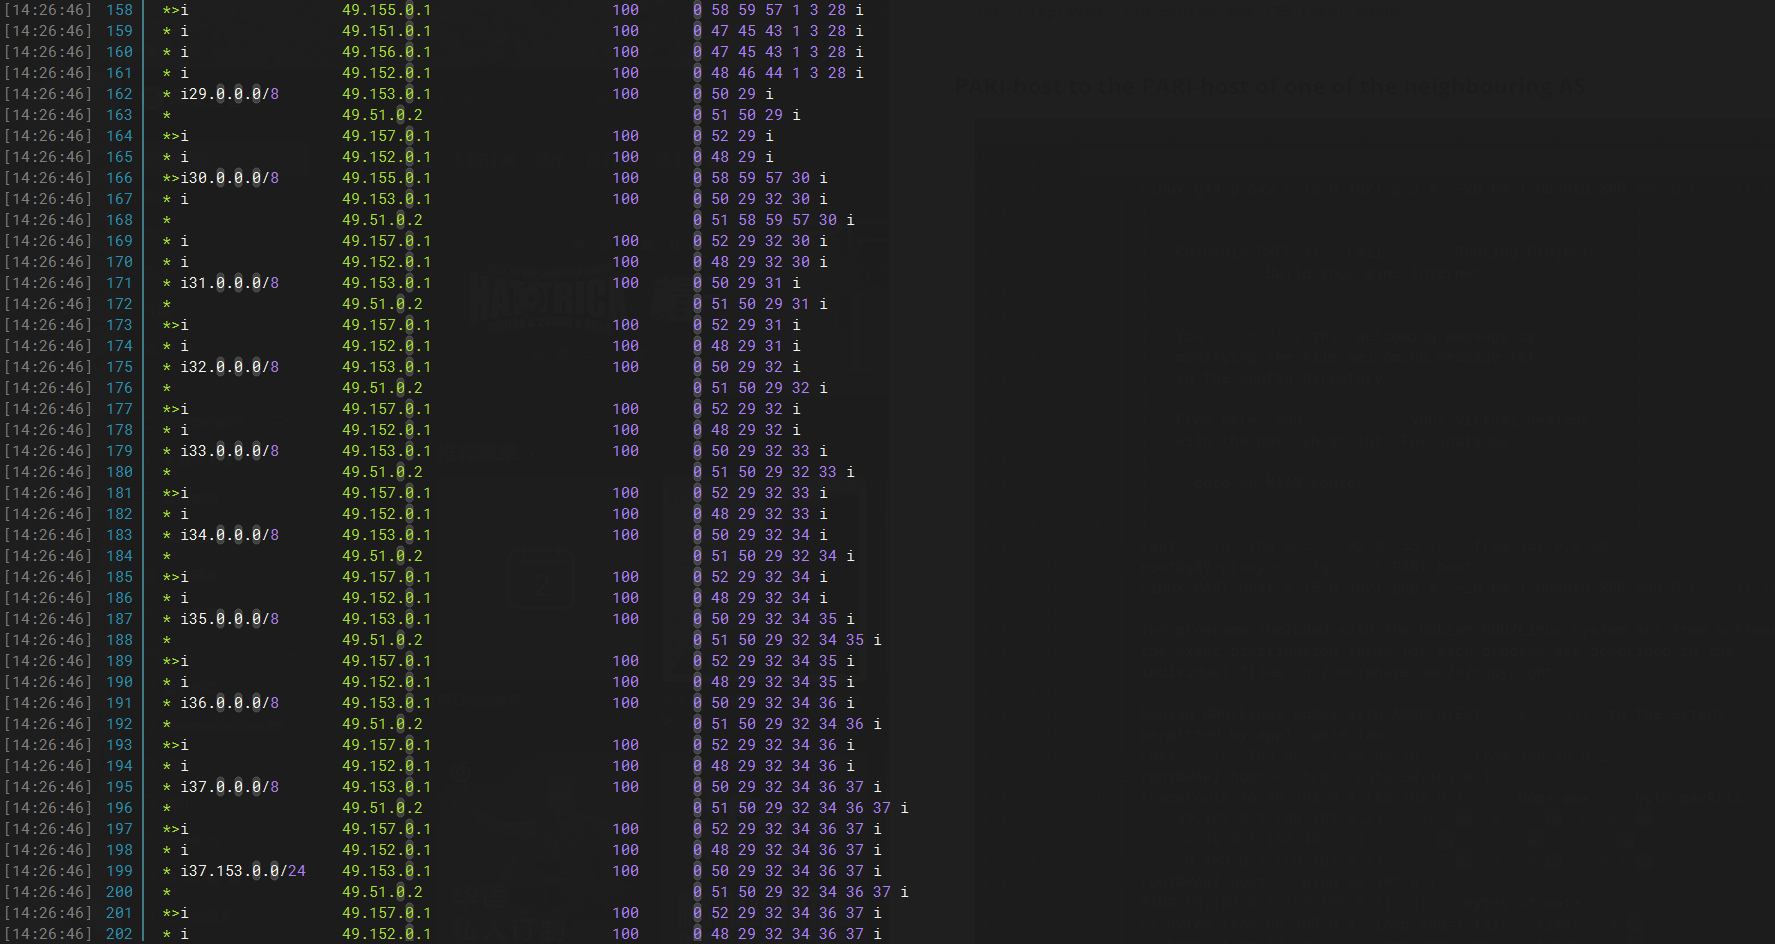 [14:26:46] 158 *>i 49.155.0.1 100 0 58 59 57 1 3 28 i
[14:26:46] 159 * i 49.151.0.1 100 0 47 45 43 1 3 28 i
[14:26:46] 160 * i 49.156.0.1 100 0 47 45 43 1 3 28 i
[14:26:46] 161 * i 49.152.0.1 100 0 48 46 44 1 3 28 i
[14:26:46] 162 * i29.0.0.0/8 49.153.0.1 100 0 50 29 i
[14:26:46] 163 * 49.51.0.2 0 51 50 29 i
[14:26:46] 164 *>i 49.157.0.1 100 0 52 29 i
[14:26:46] 165 * i 49.152.0.1 100 0 48 29 i
[14:26:46] 166 *>i30.0.0.0/8 49.155.0.1 100 0 58 59 57 30 i
[14:26:46] 167 * i 49.153.0.1 100 0 50 29 32 30 i
[14:26:46] 168 * 49.51.0.2 0 51 58 59 57 30 i
[14:26:46] 169 * i 49.157.0.1 100 0 52 29 32 30 i
[14:26:46] 170 * i 49.152.0.1 100 0 48 29 32 30 i
[14:26:46] 171 * i31.0.0.0/8 49.153.0.1 100 0 50 29 31 i
[14:26:46] 172 * 49.51.0.2 0 51 50 29 31 i
[14:26:46] 173 *>i 49.157.0.1 100 0 52 29 31 i
[14:26:46] 174 * i 49.152.0.1 100 0 48 29 31 i
[14:26:46] 175 * i32.0.0.0/8 49.153.0.1 100 0 50 29 32 i
[14:26:46] 176 * 49.51.0.2 0 51 50 29 32 i
[14:26:46] 177 *>i 49.157.0.1 100 0 52 29 32 i
[14:26:46] 178 * i 49.152.0.1 100 0 48 29 32 i
[14:26:46] 179 * i33.0.0.0/8 49.153.0.1 100 0 50 29 32 33 i
[14:26:46] 180 * 49.51.0.2 0 51 50 29 32 33 i
[14:26:46] 181 *>i 49.157.0.1 100 0 52 29 32 33 i
[14:26:46] 182 * i 49.152.0.1 100 0 48 29 32 33 i
[14:26:46] 183 * i34.0.0.0/8 49.153.0.1 100 0 50 29 32 34 i
[14:26:46] 184 * 49.51.0.2 0 51 50 29 32 34 i
[14:26:46] 185 *>i 49.157.0.1 100 0 52 29 32 34 i
[14:26:46] 186 * i 49.152.0.1 100 0 48 29 32 34 i
[14:26:46] 187 * i35.0.0.0/8 49.153.0.1 100 0 50 29 32 34 35 i
[14:26:46] 188 * 49.51.0.2 0 51 50 29 32 34 35 i
[14:26:46] 189 *>i 49.157.0.1 100 0 52 29 32 34 35 i
[14:26:46] 190 * i 49.152.0.1 100 0 48 29 32 34 35 i
[14:26:46] 191 * i36.0.0.0/8 49.153.0.1 100 0 50 29 32 34 36 i
[14:26:46] 192 * 49.51.0.2 0 51 50 29 32 34 36 i
[14:26:46] 193 *>i 49.157.0.1 100 0 52 29 32 34 36 i
[14:26:46] 194 * i 49.152.0.1 100 0 48 29 32 34 36 i
[14:26:46] 195 * i37.0.0.0/8 49.153.0.1 100 0 50 29 32 34 36 37 i
[14:26:46] 196 * 49.51.0.2 0 51 50 29 32 34 36 37 i
[14:26:46] 197 *>i 49.157.0.1 100 0 52 29 32 34 36 37 i
[14:26:46] 198 * i 49.152.0.1 100 0 48 29 32 34 36 37 i
[14:26:46] 199 * i37.153.0.0/24 49.153.0.1 100 0 50 29 32 34 36 37 i
[14:26:46] 200 * 49.51.0.2 0 51 50 29 32 34 36 37 i
[14:26:46] 201 *>i 49.157.0.1 100 0 52 29 32 34 36 37 i
[14:26:46] 202 * i 49.152.0.1 100 0 48 29 32 34 36 37 i
PARI-host to the PARI-host of one of the neighbouring AS